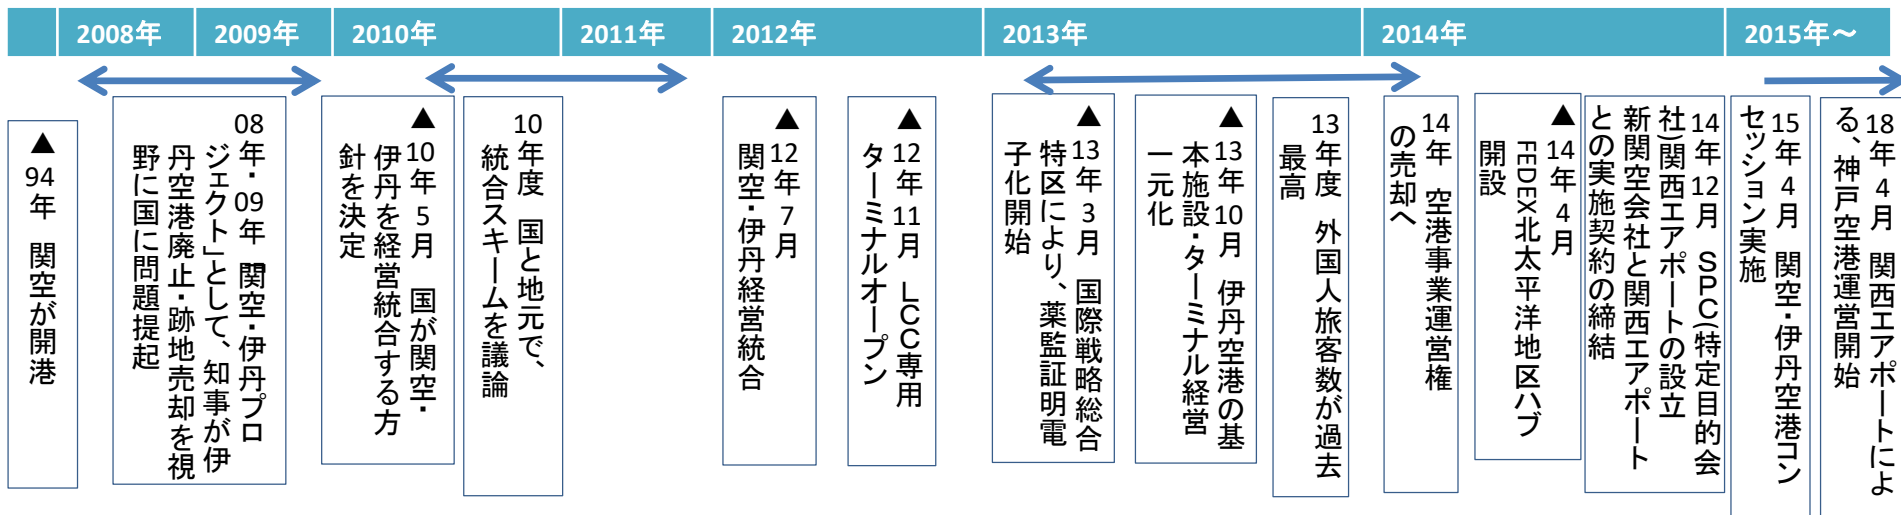 2008年
2009年
2010年
2011年
2012年
2013年
2014年
2015年～
▲94年　関空が開港
08年・09年　「関空・伊丹プロ
ジェクト」として、知事が伊
丹空港廃止・跡地売却を視
野に国に問題提起
▲10年5月　国が関空・
伊丹を経営統合する方
針を決定
10年度　国と地元で、
統合スキームを議論
▲12年7月
関空・伊丹経営統合
▲12年11月　LCC専用
ターミナルオープン
▲13年3月　国際戦略総合
特区により、薬監証明電
子化開始
▲13年10月　伊丹空港の基
本施設・ターミナル経営
一元化
13年度　外国人旅客数が過去
最高
14年　空港事業運営権
の売却へ
▲14年4月
FEDEX北太平洋地区ハブ
開設
14年12月　SPC(特定目的会
社)関西エアポートの設立
新関空会社と関西エアポート
との実施契約の締結
15年4月　関空・伊丹空港コン
セッション実施
18年4月　関西エアポートによ
る、神戸空港運営開始